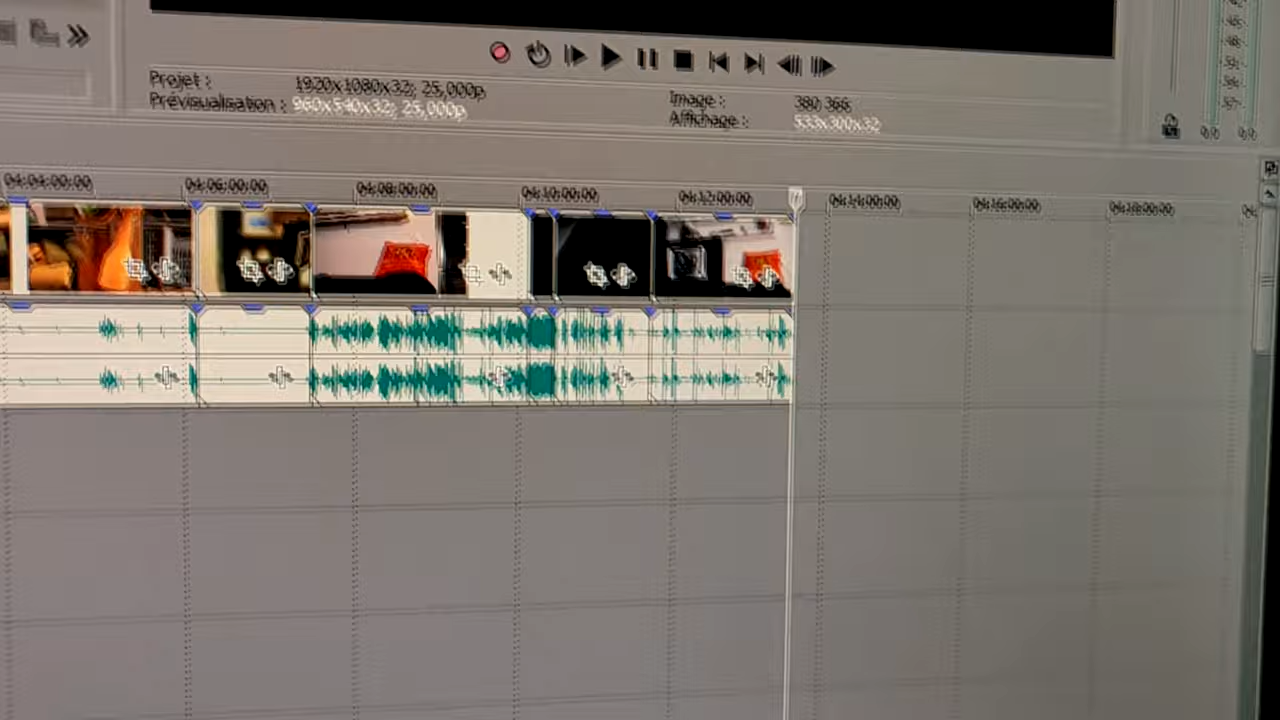 Projet : 1920x1080x32; 25,000p
Prévisualisation : 960x540x32; 25,000p
Image : 380 366
Affichage : 533x300x32
04:04:00:00 04:06:00:00 04:08:00:00 04:10:00:00 04:12:00:00 04:14:00:00 04:16:00:00 04:18:00:00